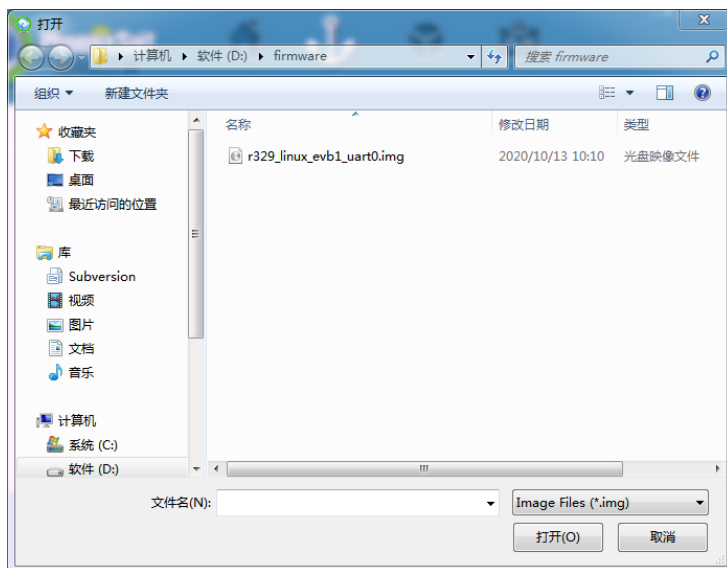 打开
计算机 ▸ 软件 (D:) ▸ firmware
搜索 firmware
组织
新建文件夹
收藏夹
下载
桌面
最近访问的位置
库
Subversion
视频
图片
文档
音乐
计算机
系统 (C:)
软件 (D:)
名称 修改日期 类型
r329_linux_evb1_uart0.img 2020/10/13 10:10 光盘映像文件
文件名(N):
Image Files (*.img)
打开(O) 取消